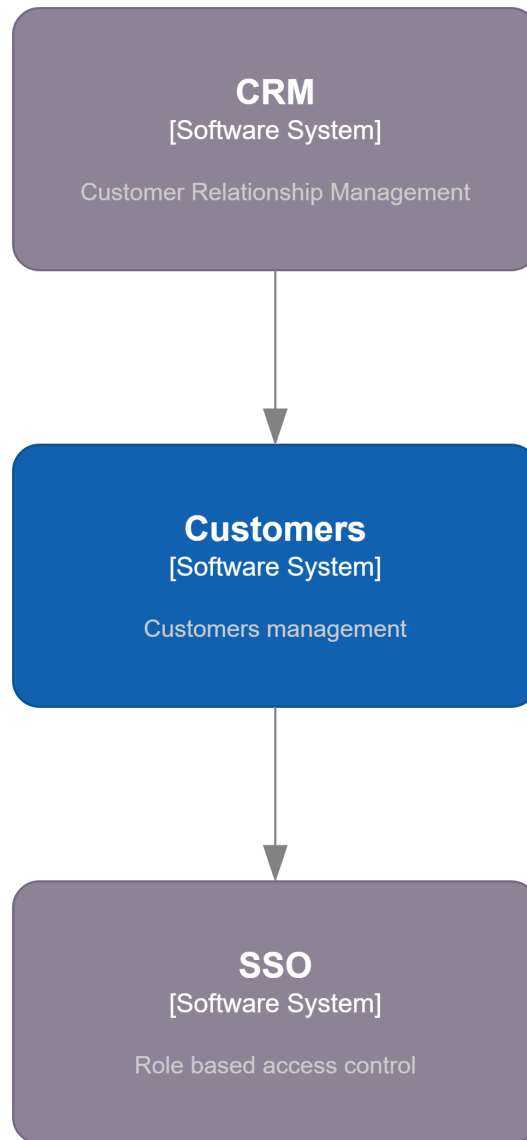 CRM
[Software System]
Customer Relationship Management
Customers
[Software System]
Customers management
SSO
[Software System]
Role based access control